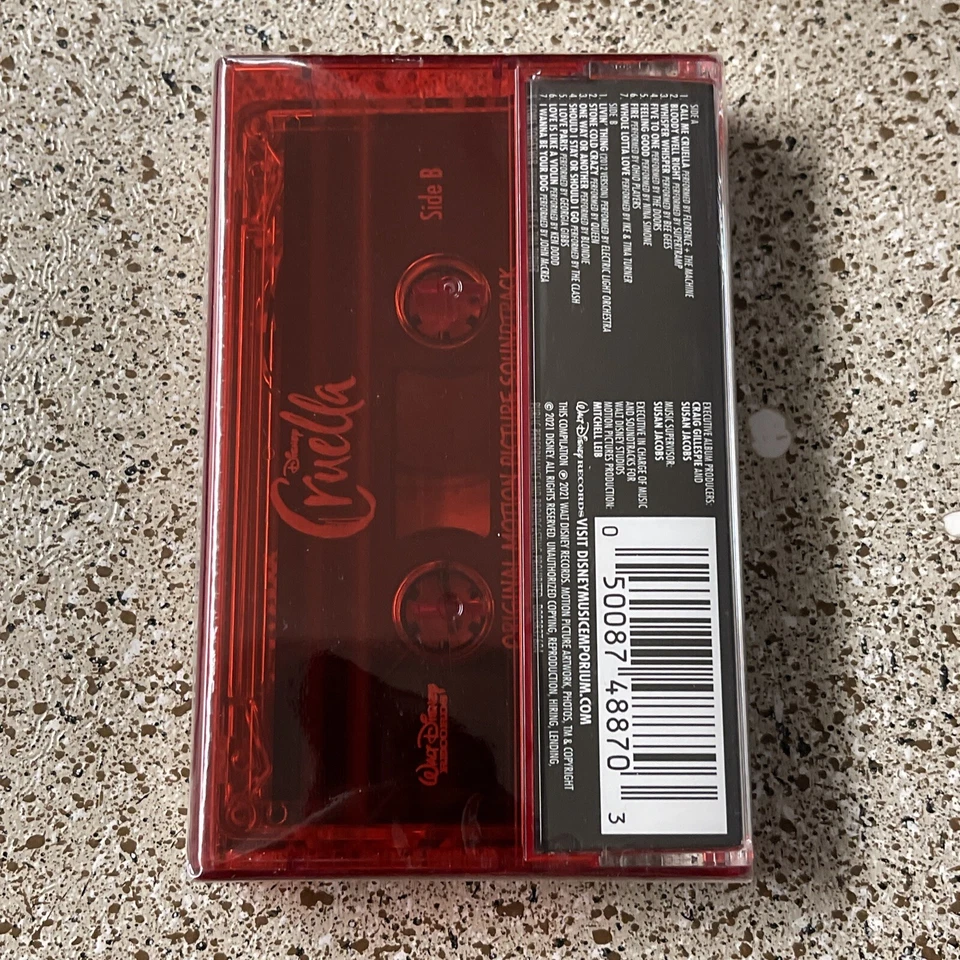 SIDE A
1. CALL ME CRUELLA PERFORMED BY FLORENCE + THE MACHINE
2. BLOODY WELL RIGHT PERFORMED BY SUPERTRAMP
3. WHISPER WHISPER PERFORMED BY BEE GEES
4. FIVE TO ONE PERFORMED BY THE DOORS
5. FEELING GOOD PERFORMED BY NINA SIMONE
6. FIRE PERFORMED BY OHIO PLAYERS
7. WHOLE LOTTA LOVE PERFORMED BY IKE & TINA TURNER
SIDE B
1. LIVIN' THING (2012 VERSION) PERFORMED BY ELECTRIC LIGHT ORCHESTRA
2. STONE COLD CRAZY PERFORMED BY QUEEN
3. ONE WAY OR ANOTHER PERFORMED BY BLONDIE
4. SHOULD I STAY OR SHOULD I GO PERFORMED BY THE CLASH
5. I LOVE PARIS PERFORMED BY GEORGIA GIBBS
6. LOVE IS LIKE A VIOLIN PERFORMED BY KEN DODD
7. I WANNA BE YOUR DOG PERFORMED BY JOHN MCCREA
EXECUTIVE ALBUM PRODUCERS:
CRAIG GILLESPIE AND
SUSAN JACOBS
MUSIC SUPERVISOR:
SUSAN JACOBS
EXECUTIVE IN CHARGE OF MUSIC
AND SOUNDTRACKS FOR
WALT DISNEY STUDIOS
MOTION PICTURES PRODUCTION:
MITCHELL LEIB
WALT DISNEY RECORDS VISIT DISNEYMUSICEMPORIUM.COM
THIS COMPILATION ℗ 2021 WALT DISNEY RECORDS. MOTION PICTURE ARTWORK, PHOTOS, TM & COPYRIGHT
© 2021 DISNEY. ALL RIGHTS RESERVED. UNAUTHORIZED COPYING, REPRODUCTION, HIRING, LENDING,
0 50087 48870 3
ORIGINAL MOTION PICTURE SOUNDTRACK
Side B
Disney
Cruella
WALT DISNEY
RECORDS